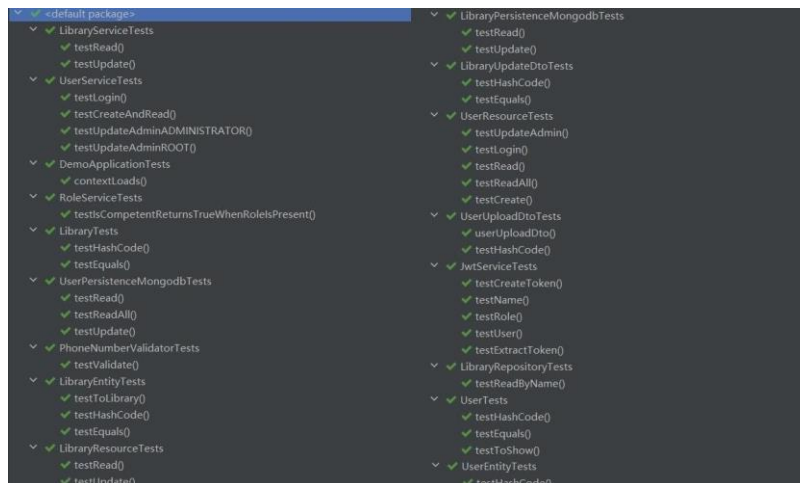 <default package>
LibraryServiceTests
testRead()
testUpdate()
UserServiceTests
testLogin()
testCreateAndRead()
testUpdateAdminADMINISTRATOR()
testUpdateAdminROOT()
DemoApplicationTests
contextLoads()
RoleServiceTests
testIsCompetentReturnsTrueWhenRoleIsPresent()
LibraryTests
testHashCode()
testEquals()
UserPersistenceMongodbTests
testRead()
testReadAll()
testUpdate()
PhoneNumberValidatorTests
testValidate()
LibraryEntityTests
testToLibrary()
testHashCode()
testEquals()
LibraryResourceTests
testRead()
testUpdate()
LibraryPersistenceMongodbTests
testRead()
testUpdate()
LibraryUpdateDtoTests
testHashCode()
testEquals()
UserResourceTests
testUpdateAdmin()
testLogin()
testRead()
testReadAll()
testCreate()
UserUploadDtoTests
userUploadDto()
testHashCode()
JwtServiceTests
testCreateToken()
testName()
testRole()
testUser()
testExtractToken()
LibraryRepositoryTests
testReadByName()
UserTests
testHashCode()
testEquals()
testToShow()
UserEntityTests
testHashCode()